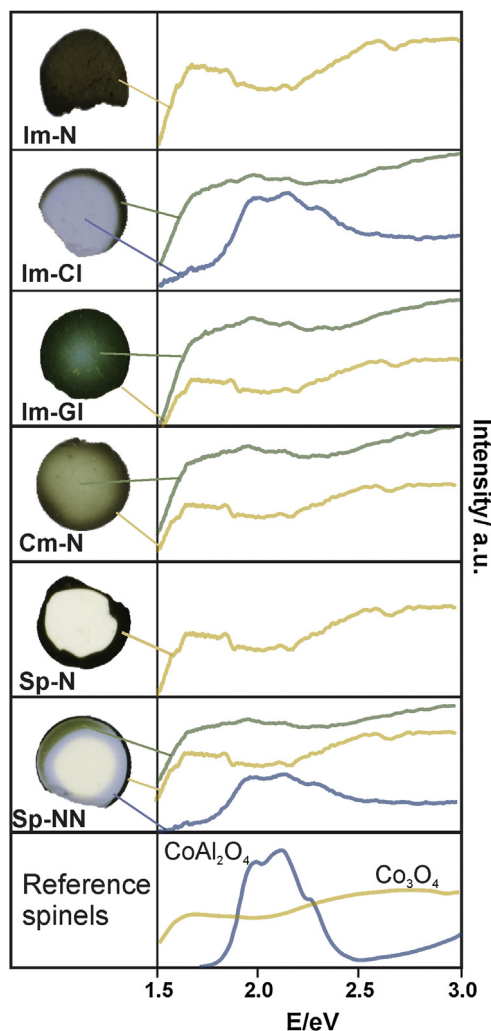 Im-N
Im-Cl
Im-Gl
Cm-N
Sp-N
Sp-NN
Reference
spinels
CoAl₂O₄
Co₃O₄
1.5 2.0 2.5 3.0
E/eV
Intensity/ a.u.